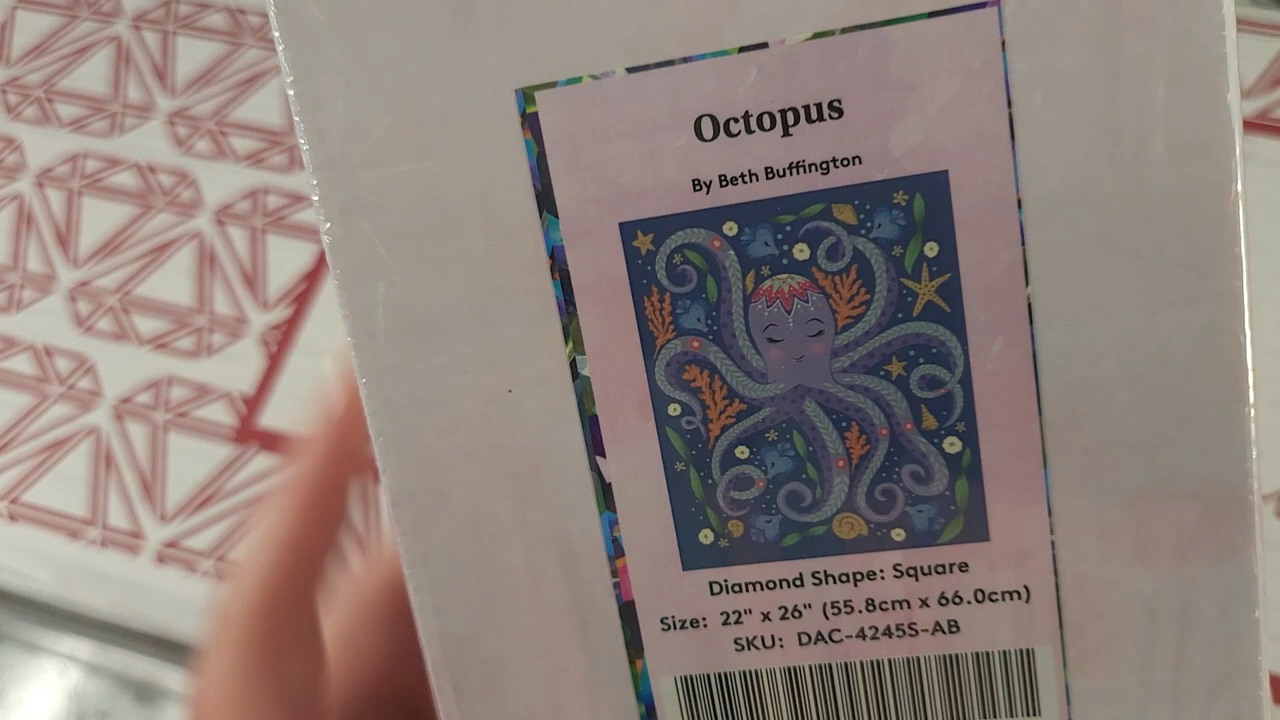 Octopus
By Beth Buffington
Diamond Shape: Square
Size: 22" x 26" (55.8cm x 66.0cm)
SKU: DAC-4245S-AB